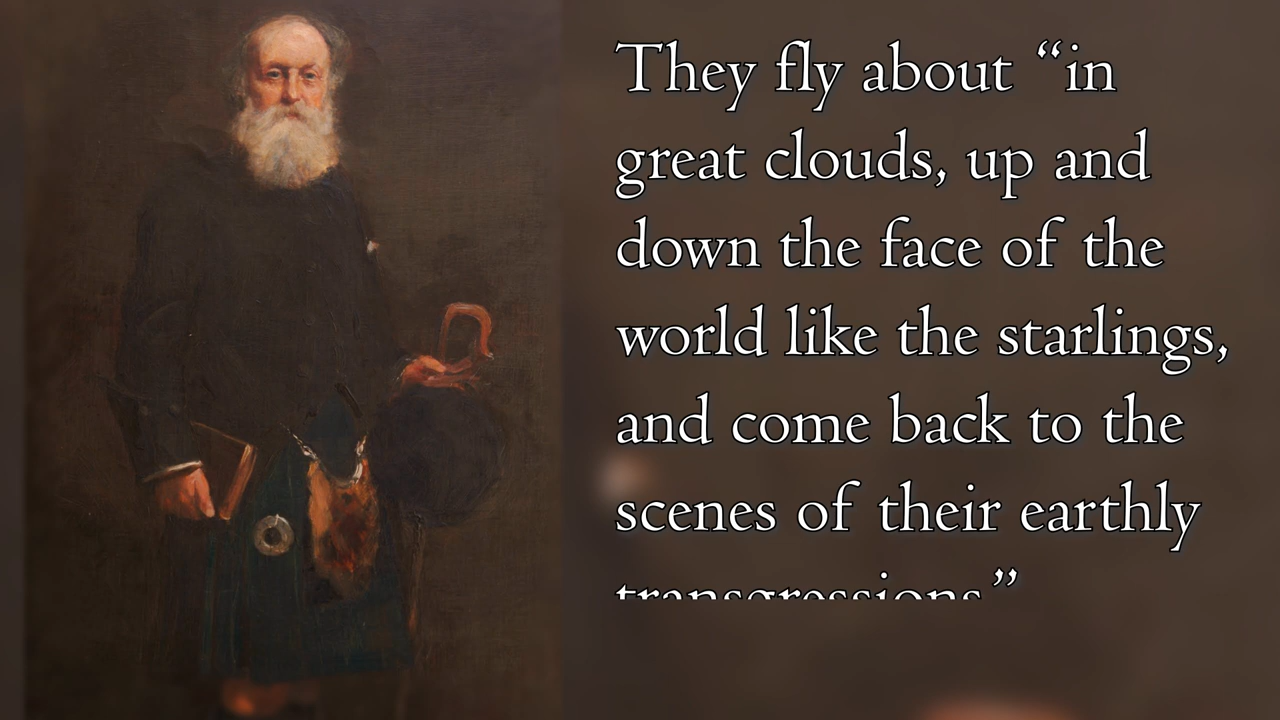 They fly about “in
great clouds, up and
down the face of the
world like the starlings,
and come back to the
scenes of their earthly
transgressions”